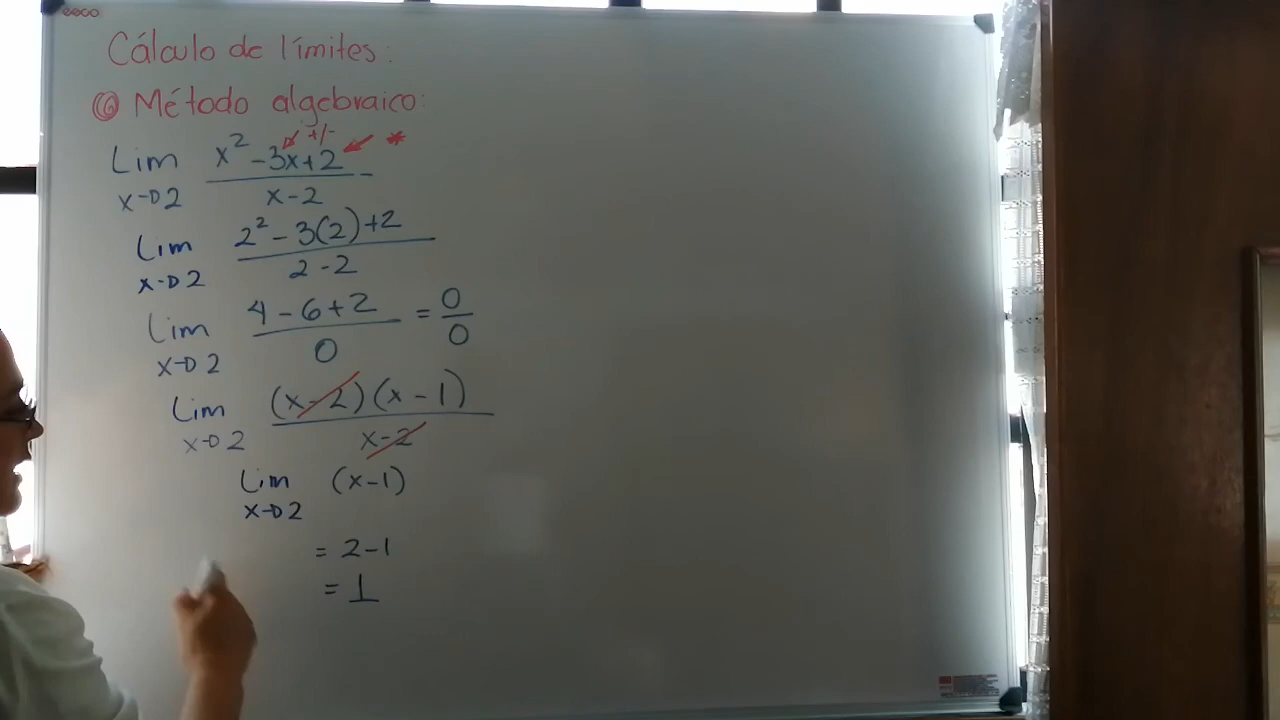 Cálculo de límites:
⑥ Método algebraico:
+/- *
Lim x→2 x² - 3x + 2 / x - 2
Lim x→2 2² - 3(2) + 2 / 2 - 2
Lim x→2 4 - 6 + 2 / 0 = 0 / 0
Lim x→2 (x - 2)(x - 1) / x - 2
Lim x→2 (x - 1)
= 2 - 1
= 1